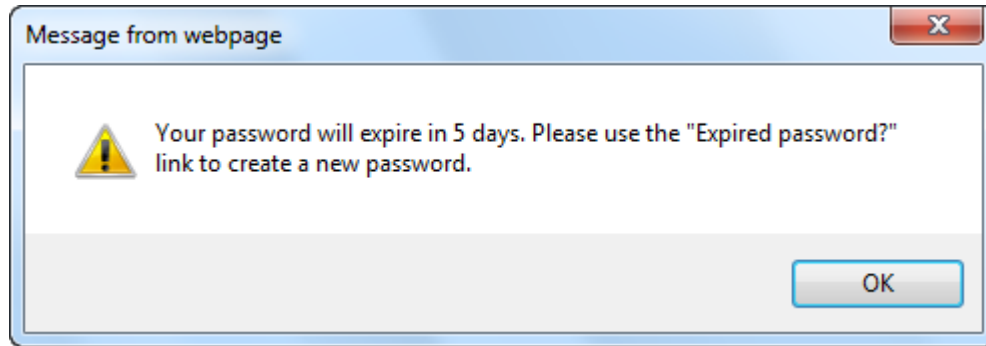 Message from webpage
Your password will expire in 5 days. Please use the "Expired password?"
link to create a new password.
OK